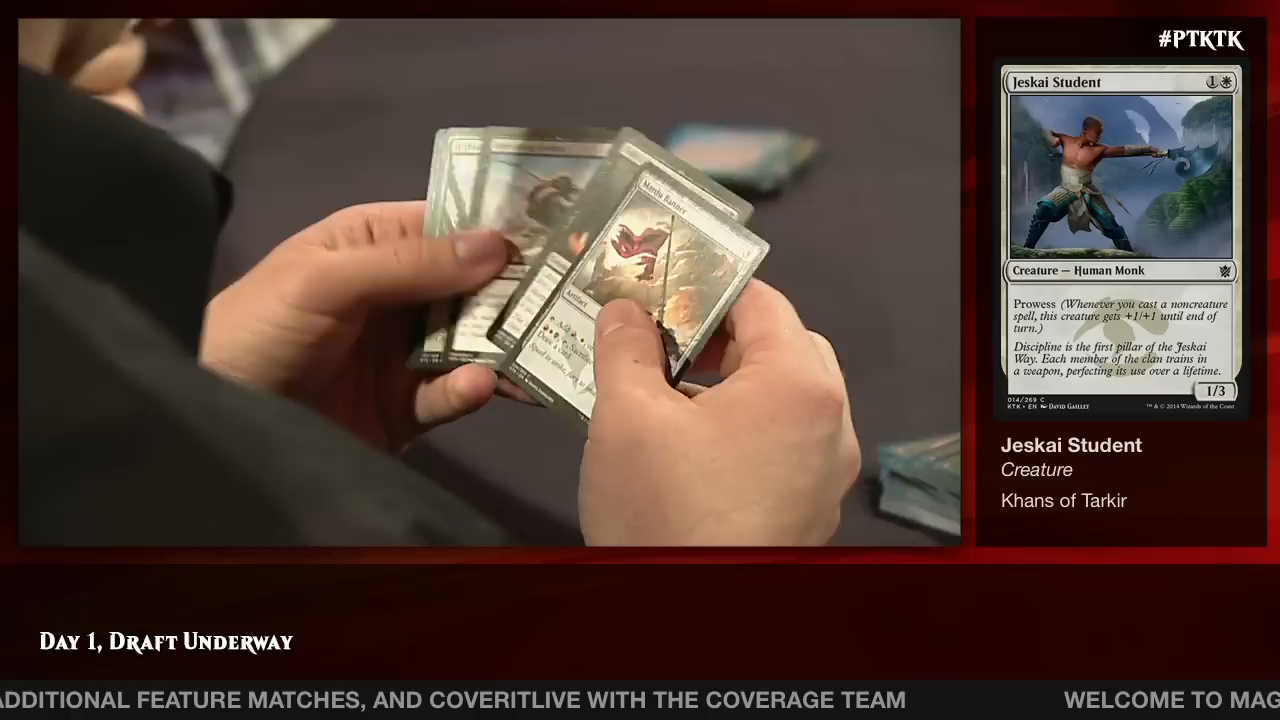 #PTKTK
Jeskai Student 1
Creature — Human Monk
Prowess (Whenever you cast a noncreature
spell, this creature gets +1/+1 until end of
turn.)
Discipline is the first pillar of the Jeskai
Way. Each member of the clan trains in
a weapon, perfecting its use over a lifetime.
1/3
014/269 C
KTK • EN DAVID GAILLET ™ & © 2014 Wizards of the Coast
Mardu Banner
Artifact
Jeskai Student
Creature
Khans of Tarkir
DAY 1, DRAFT UNDERWAY
ADDITIONAL FEATURE MATCHES, AND COVERITLIVE WITH THE COVERAGE TEAM WELCOME TO MAG